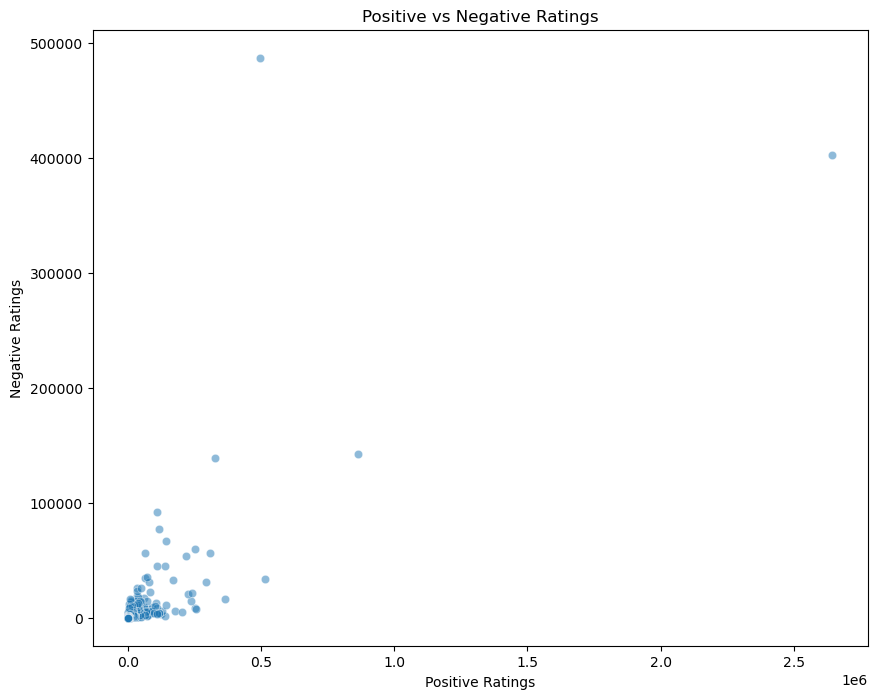 Positive vs Negative Ratings
500000
400000
300000
200000
100000
0
Negative Ratings
0.0 0.5 1.0 1.5 2.0 2.5
1e6
Positive Ratings